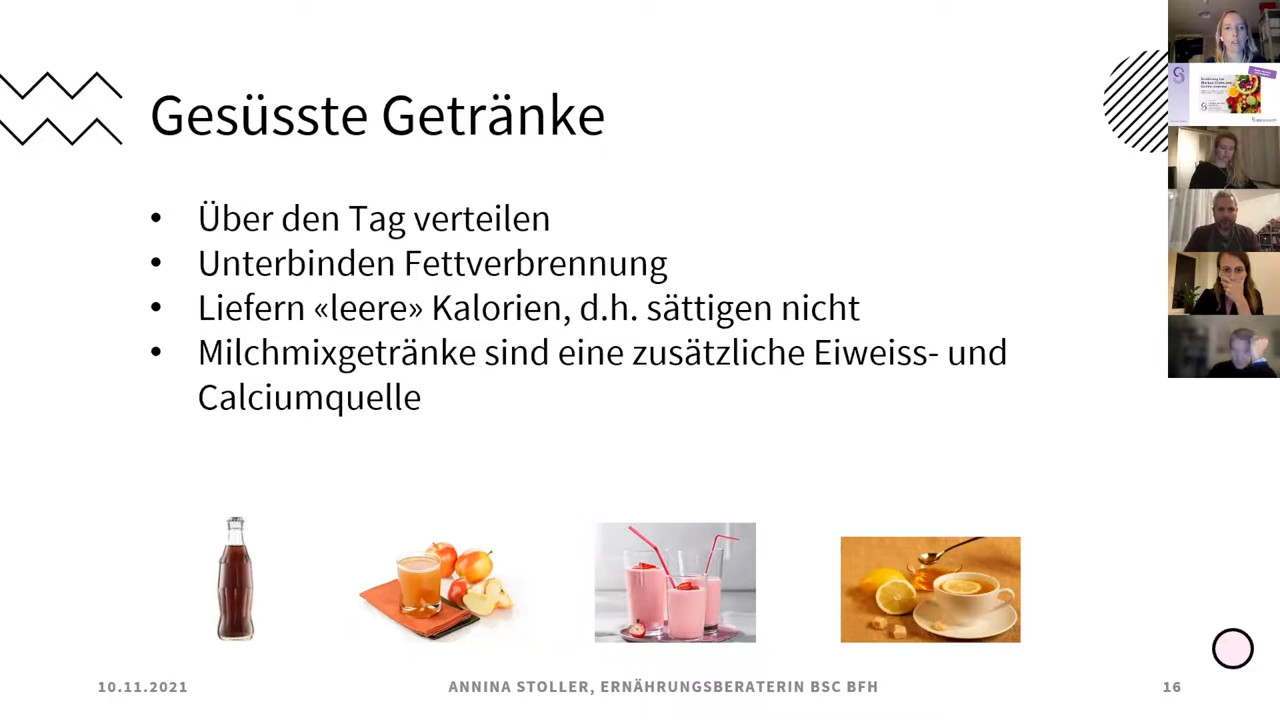 Gesüsste Getränke
• Über den Tag verteilen
• Unterbinden Fettverbrennung
• Liefern «leere» Kalorien, d.h. sättigen nicht
• Milchmixgetränke sind eine zusätzliche Eiweiss- und
Calciumquelle
10.11.2021
ANNINA STOLLER, ERNÄHRUNGSBERATERIN BSC BFH
16